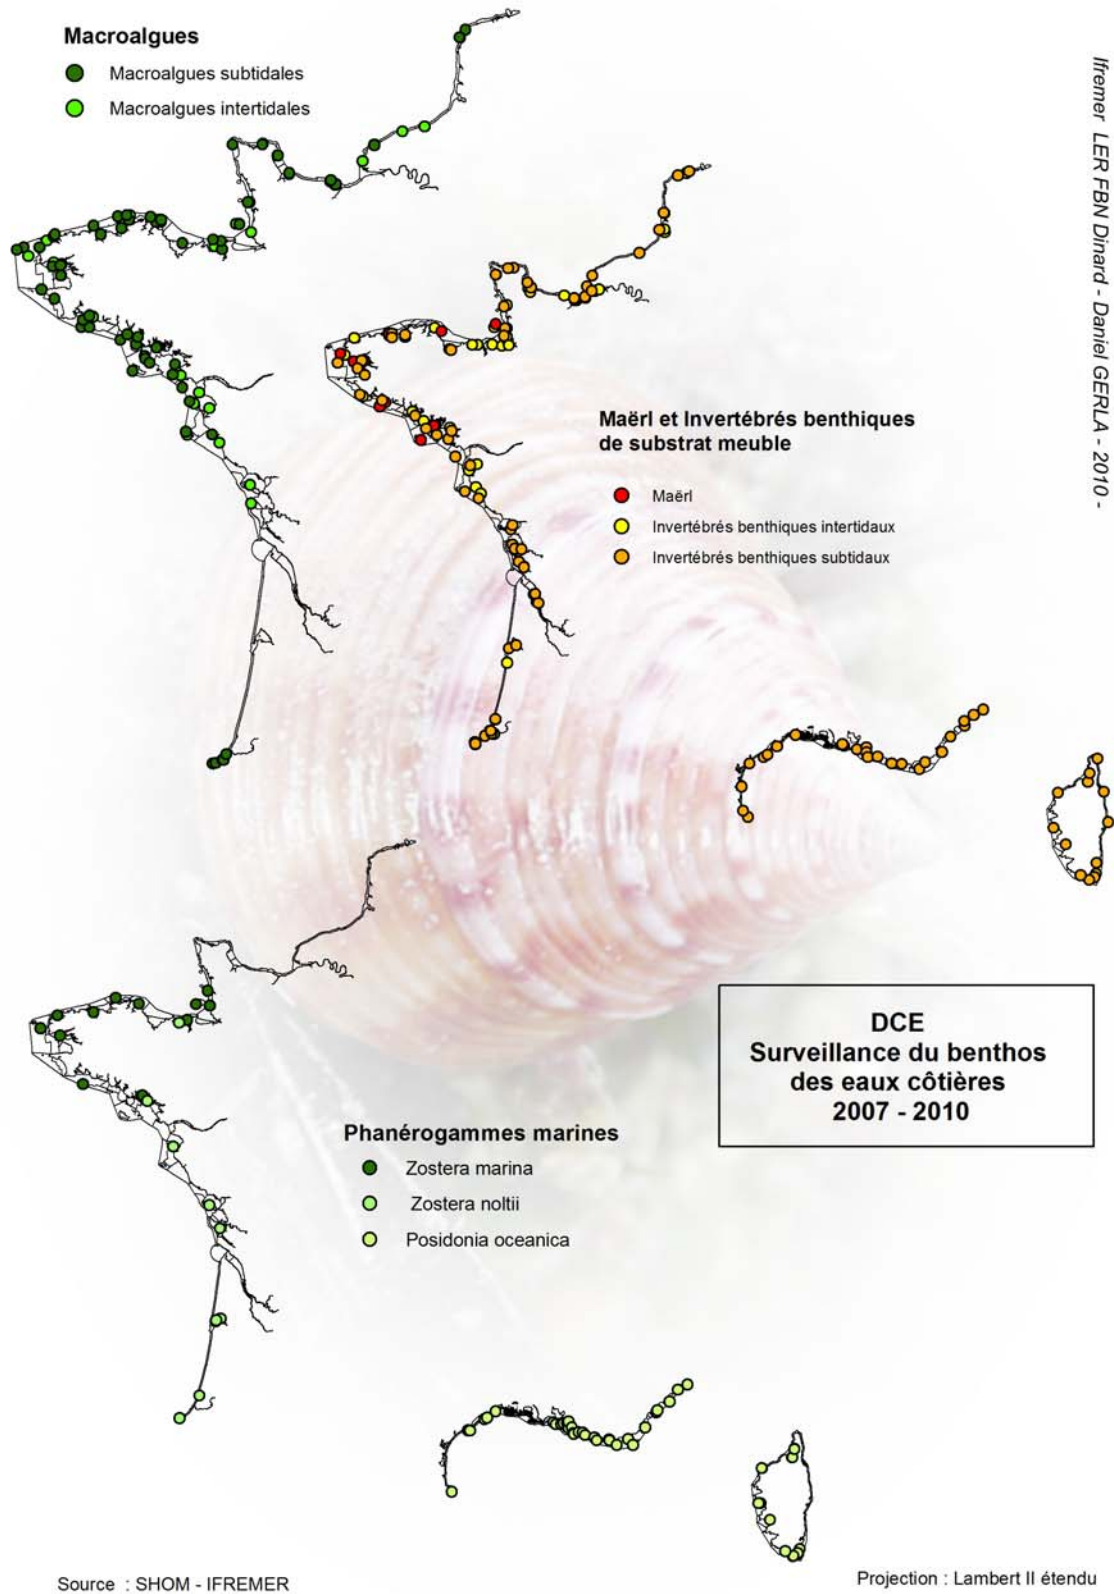 Macroalgues
Macroalgues subtidales
Macroalgues intertidales
Ifremer LER FBN Dinard - Daniel GERLA - 2010 -
Maërl et Invertébrés benthiques
de substrat meuble
Maërl
Invertébrés benthiques intertidaux
Invertébrés benthiques subtidaux
DCE
Surveillance du benthos
des eaux côtières
2007 - 2010
Phanérogammes marines
Zostera marina
Zostera noltii
Posidonia oceanica
Source : SHOM - IFREMER
Projection : Lambert II étendu